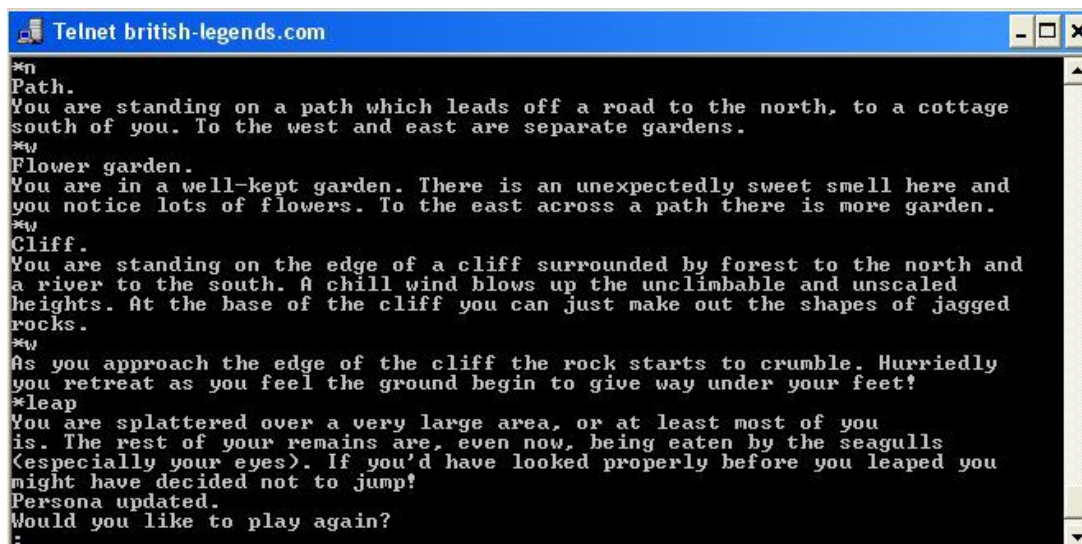 Telnet british-legends.com
*n
Path.
You are standing on a path which leads off a road to the north, to a cottage
south of you. To the west and east are separate gardens.
*w
Flower garden.
You are in a well-kept garden. There is an unexpectedly sweet smell here and
you notice lots of flowers. To the east across a path there is more garden.
*w
Cliff.
You are standing on the edge of a cliff surrounded by forest to the north and
a river to the south. A chill wind blows up the unclimbable and unscaled
heights. At the base of the cliff you can just make out the shapes of jagged
rocks.
*w
As you approach the edge of the cliff the rock starts to crumble. Hurriedly
you retreat as you feel the ground begin to give way under your feet!
*leap
You are splattered over a very large area, or at least most of you
is. The rest of your remains are, even now, being eaten by the seagulls
(especially your eyes). If you'd have looked properly before you leaped you
might have decided not to jump!
Persona updated.
Would you like to play again?
: